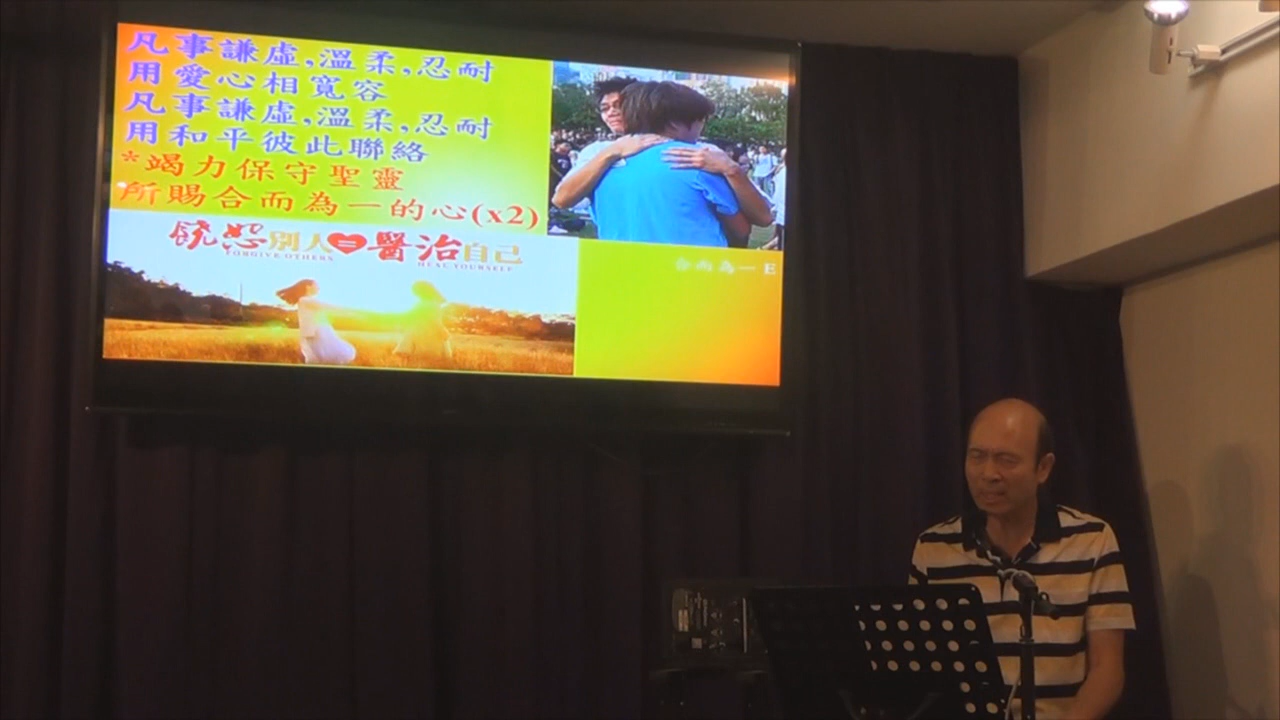 凡事謙虛,溫柔,忍耐
用愛心相寬容
凡事謙虛,溫柔,忍耐
用和平彼此聯絡
*竭力保守聖靈
所賜合而為一的心(x2)
饒恕別人=醫治自己
FORGIVE OTHERS HEAL YOURSELF
合而為一 E